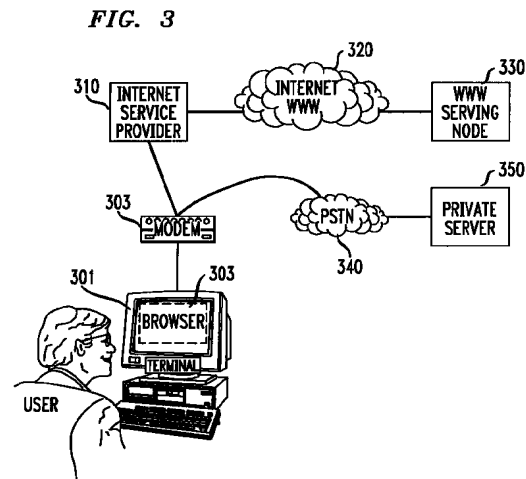 FIG. 3
320
330
310
INTERNET
SERVICE
PROVIDER
INTERNET
WWW
WWW
SERVING
NODE
350
303
MODEM
PSTN
PRIVATE
SERVER
340
301
303
BROWSER
TERMINAL
USER